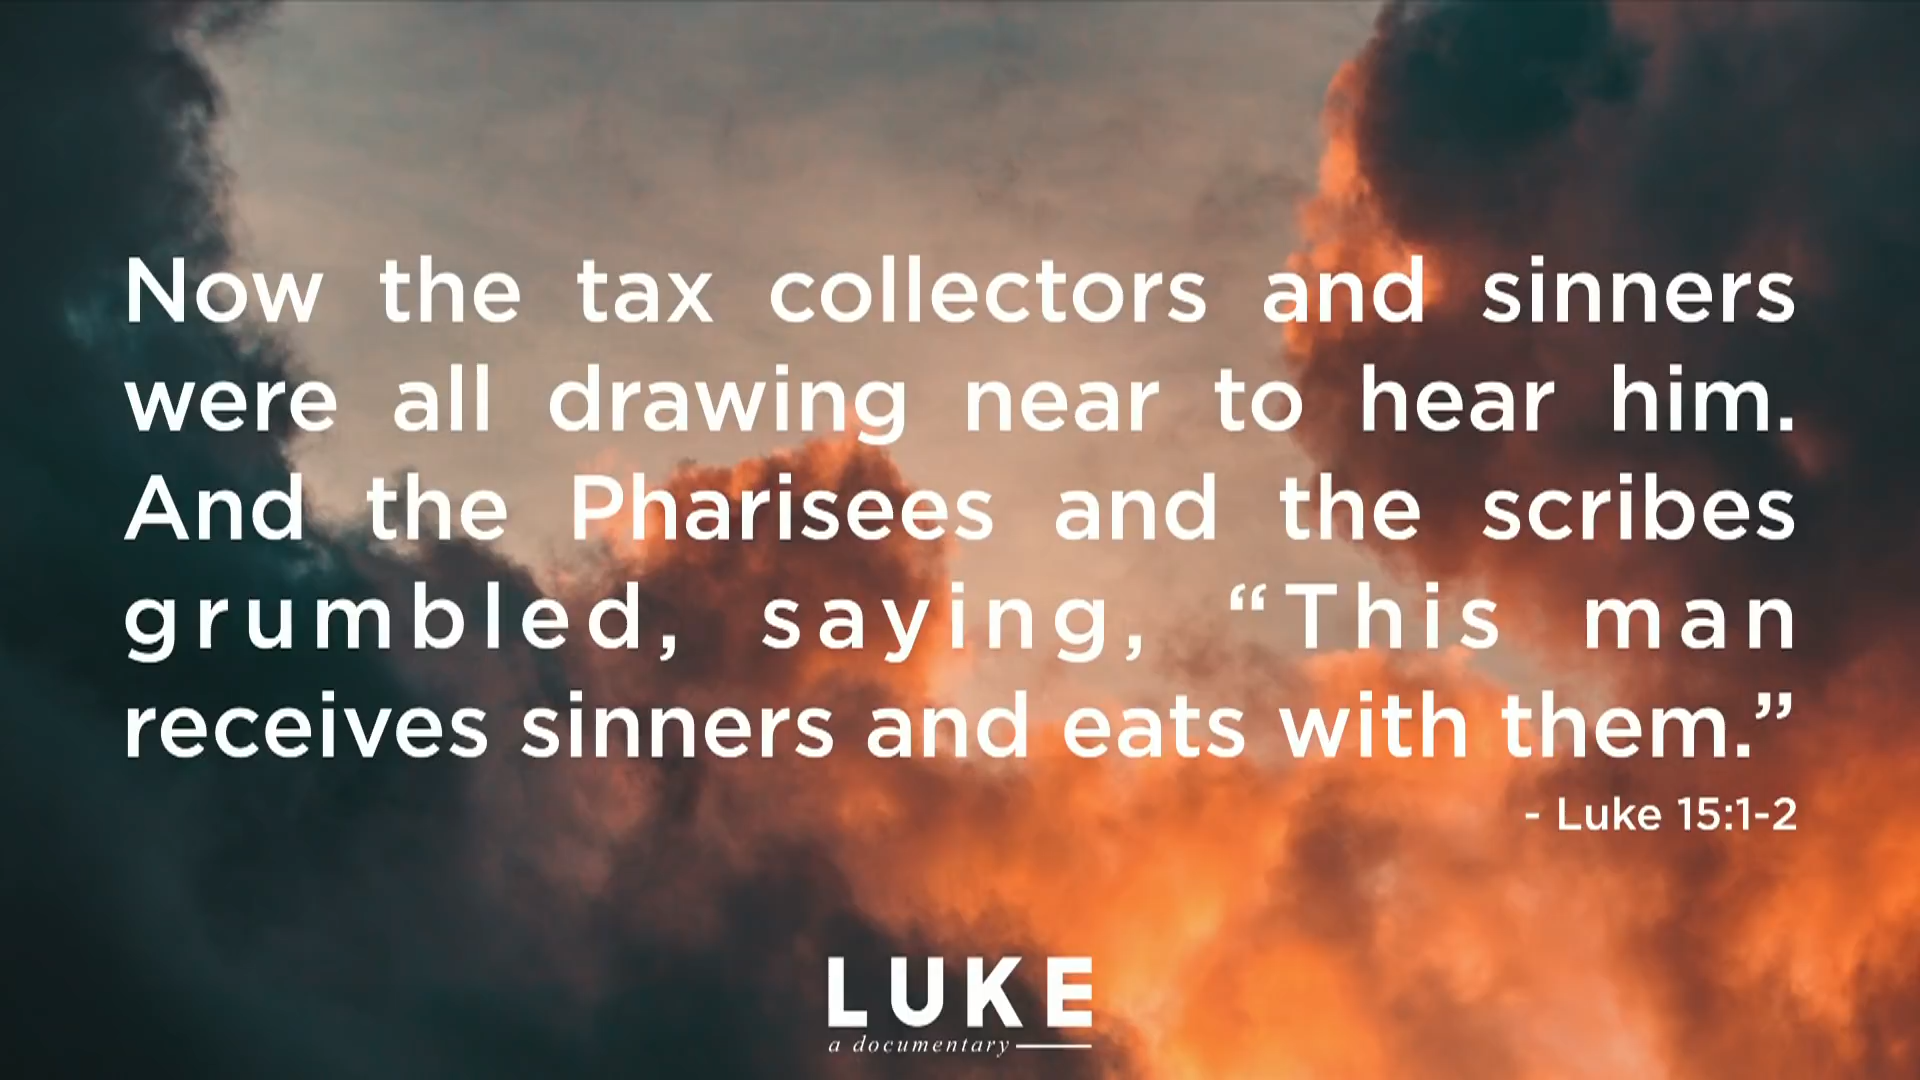 Now the tax collectors and sinners
were all drawing near to hear him.
And the Pharisees and the scribes
grumbled, saying, “This man
receives sinners and eats with them.”
- Luke 15:1-2
LUKE
a documentary